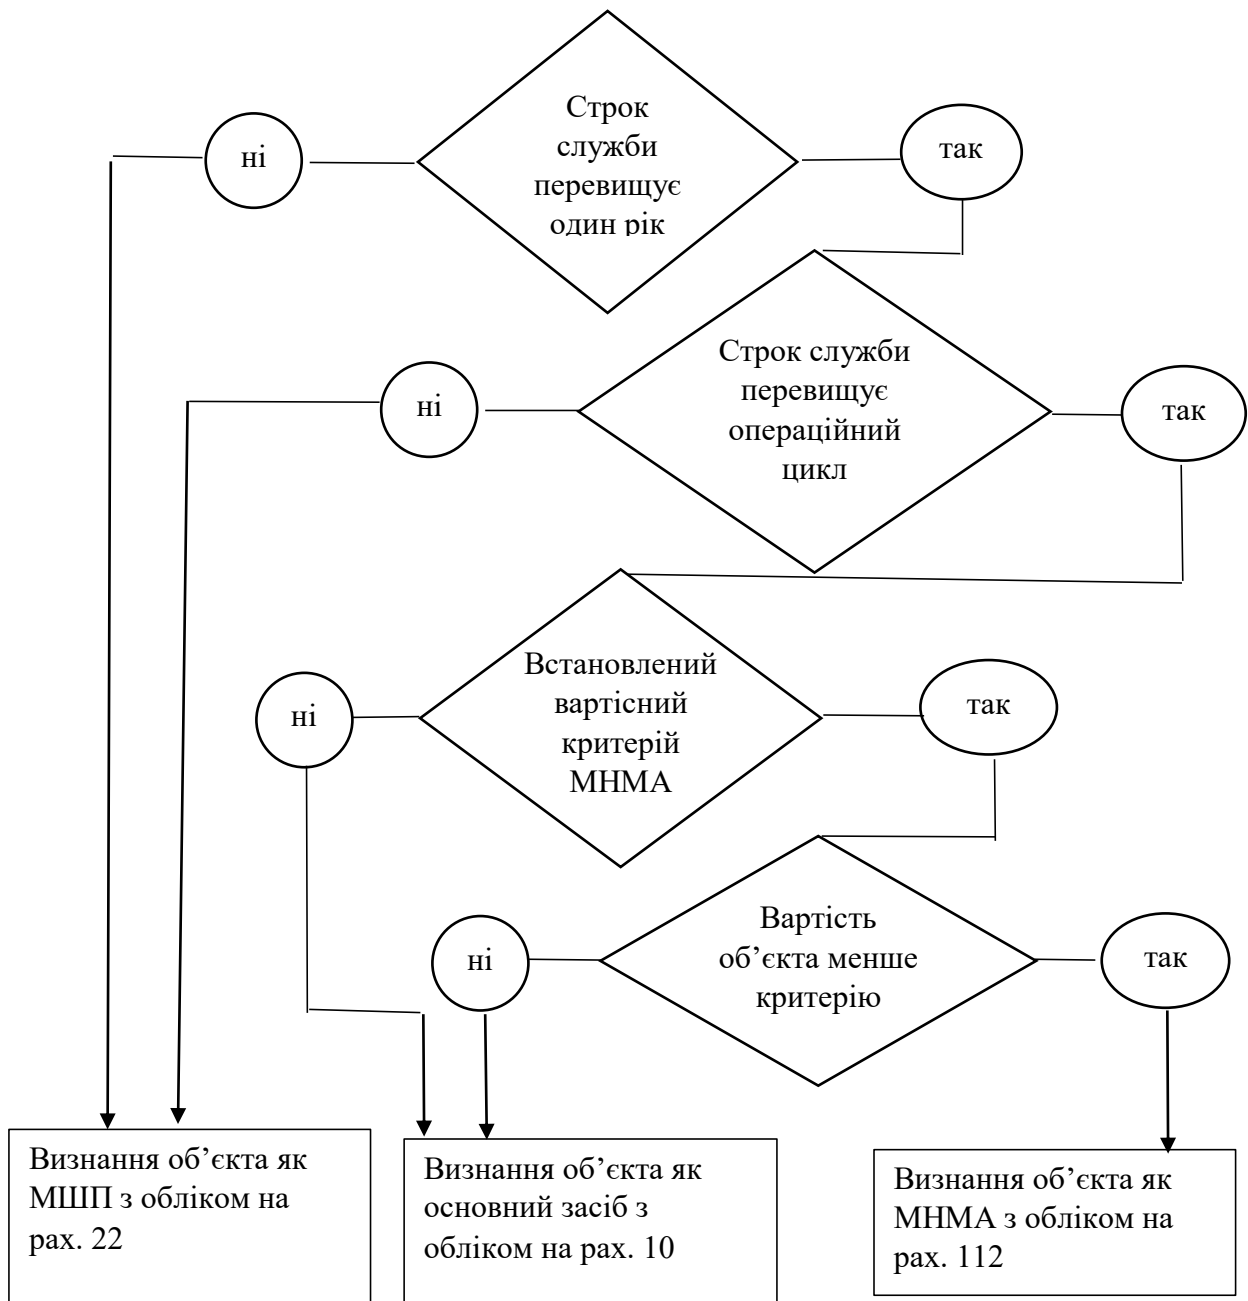 Строк
служби
перевищує
один рік
ні
так
Строк служби
перевищує
операційний
цикл
ні
так
Встановлений
вартісний
критерій
МНМА
ні
так
Вартість
об’єкта менше
критерію
ні
так
Визнання об’єкта як
МШП з обліком на
рах. 22
Визнання об’єкта як
основний засіб з
обліком на рах. 10
Визнання об’єкта як
МНМА з обліком на
рах. 112